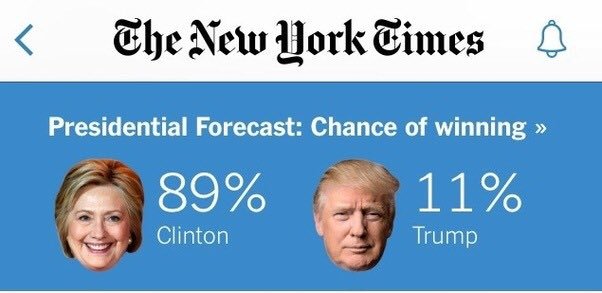 The New York Times
Presidential Forecast: Chance of winning »
89% 11%
Clinton Trump